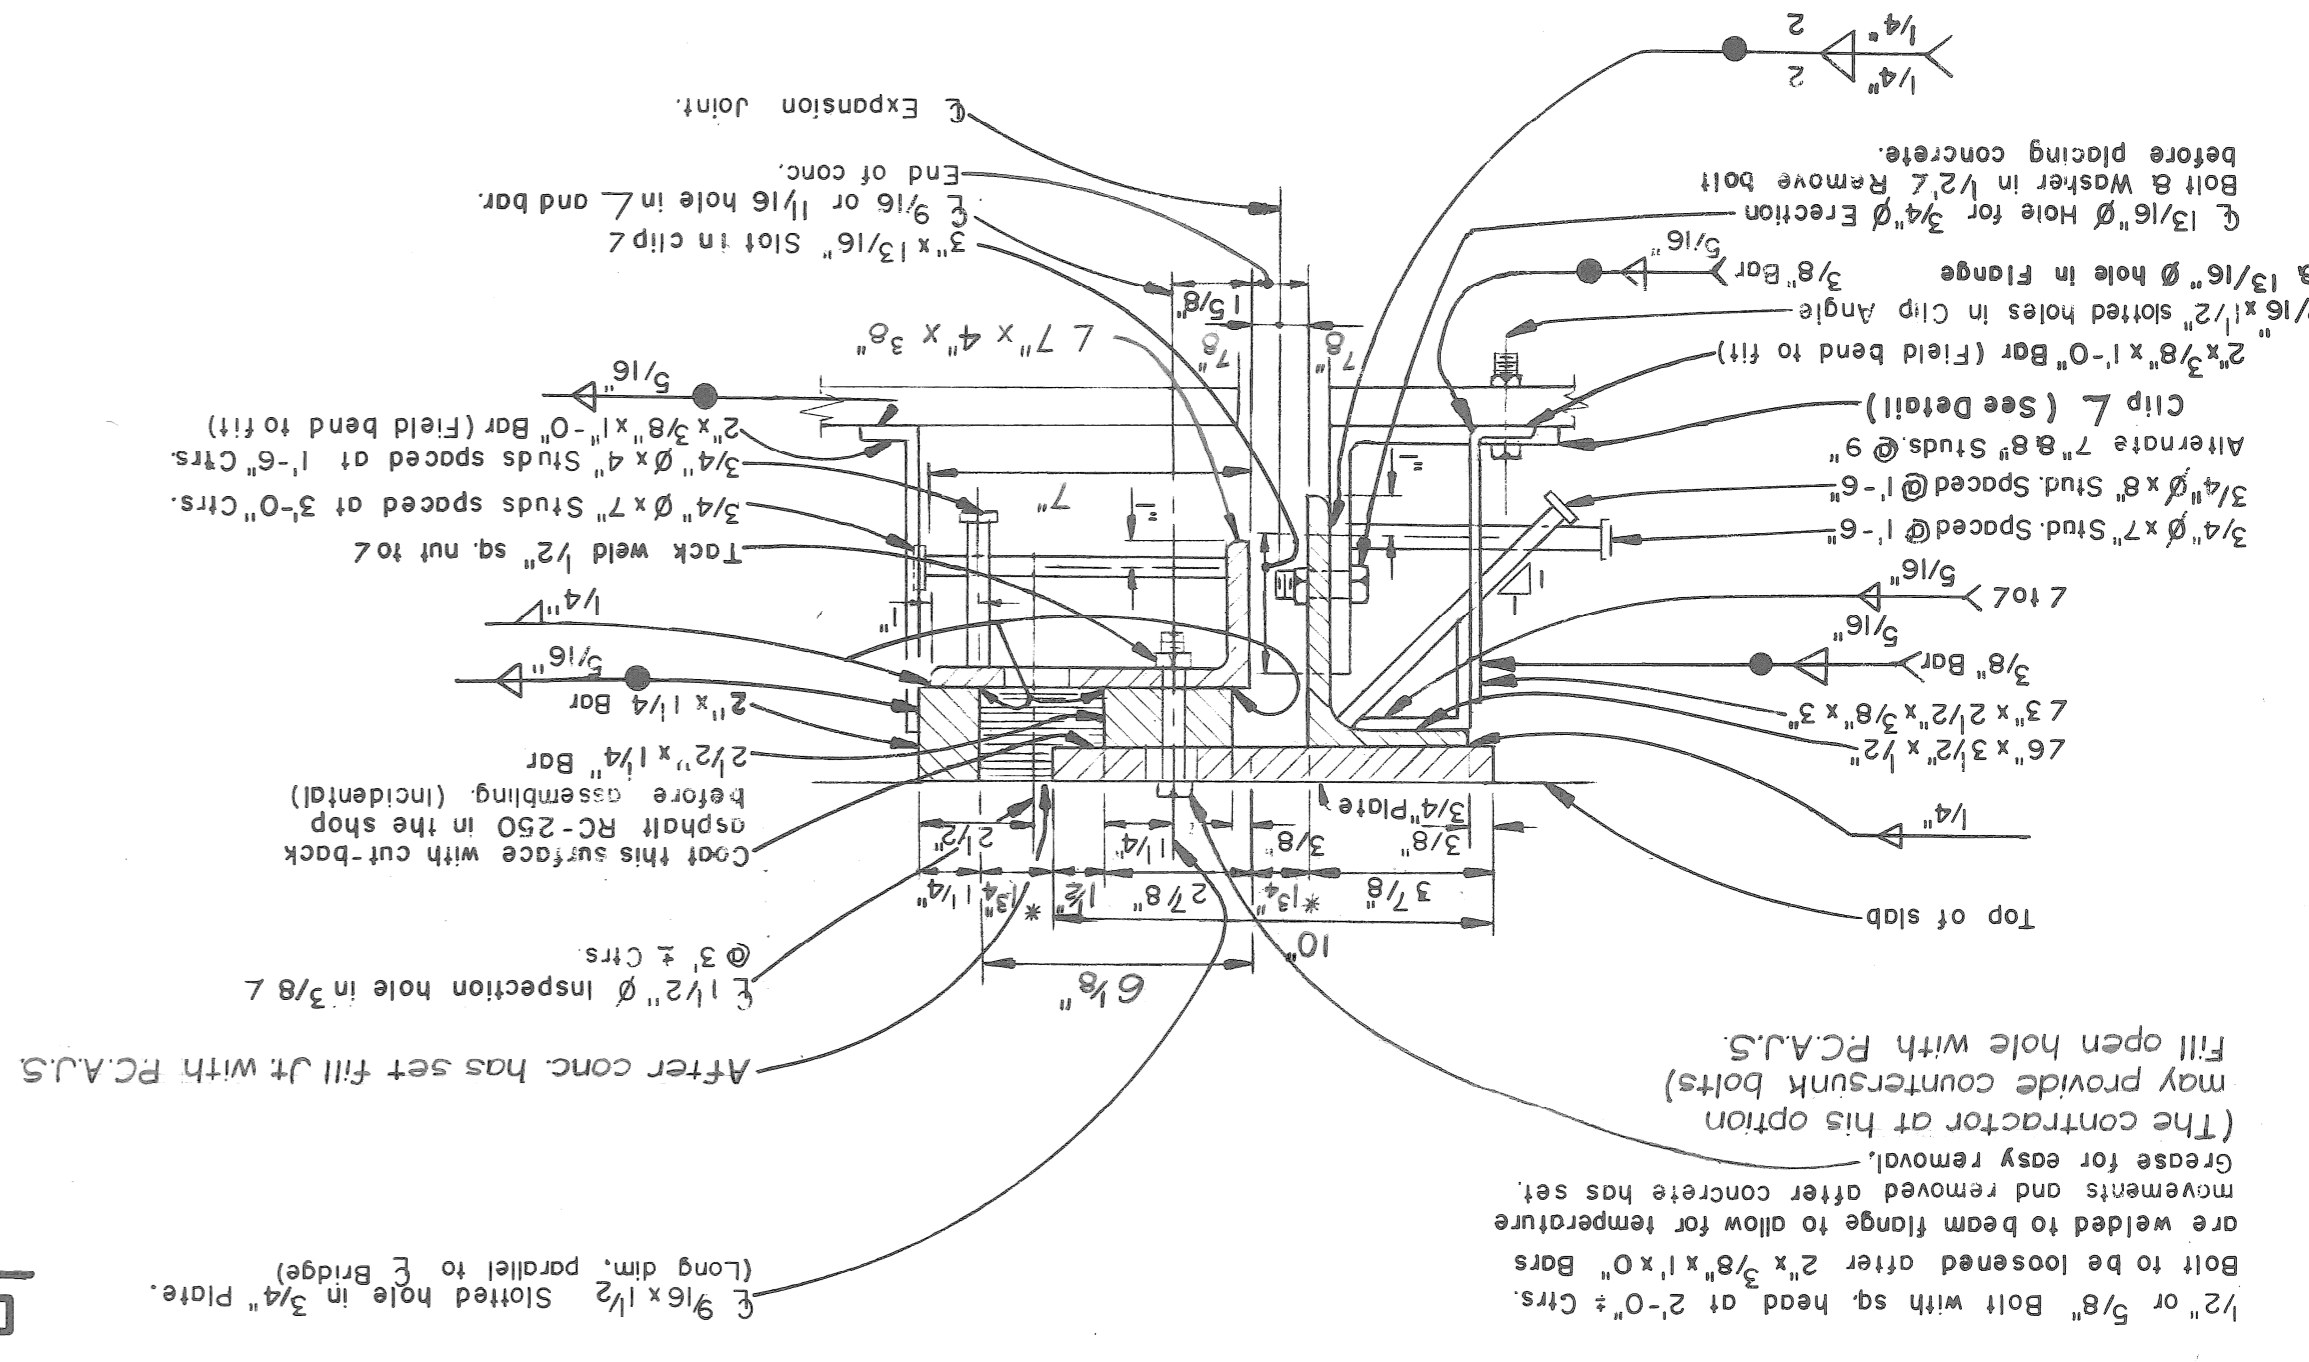 1/2" or 5/8" Bolt with sq. head at 2'-0" ± Ctrs.
Bolt to be loosened after 2" x 3/8" x 1' x 0" Bars
are welded to beam flange to allow for temperature
movements and removed after concrete has set.
Grease for easy removal.
(The contractor at his option
may provide countersunk bolts)
Fill open hole with P.C.A.J.S.
℄ 9/16 x 1 1/2 Slotted hole in 3/4" Plate.
(Long dim. parallel to ℄ Bridge)
After conc. has set fill Jt. with P.C.A.J.S.
℄ 1 1/2" Ø Inspection hole in 3/8 ∠
@ 3' ± Ctrs.
6 1/8"
10"
Top of slab
3 7/8"
*1 3/4"
2 7/8"
1 1/2"
*1 3/4"
1 1/4"
3/8"
3/4" Plate
3/8"
1 1/4"
2 1/2"
Coat this surface with cut-back
asphalt RC-250 in the shop
before assembling. (Incidental)
1/4"
∠6" x 3 1/2" x 1/2"
∠ 3" x 2 1/2" x 3/8" x 3"
2 1/2" x 1 1/4" Bar
2" x 1 1/4 Bar
3/8" Bar
5/16"
5/16"
∠ to ∠
5/16"
1/4"
1
1
1"
Tack weld 1/2" sq. nut to ∠
3/4" Ø x 7" Stud. Spaced @ 1'-6"
3/4" Ø x 8" Stud. Spaced @ 1'-6"
Alternate 7" & 8" Studs. @ 9"
1"
1"
7"
3/4" Ø x 7" Studs spaced at 3'-0" Ctrs.
3/4" Ø x 4" Studs spaced at 1'-6" Ctrs.
2" x 3/8" x 1'-0" Bar (Field bend to fit)
5/16"
Clip ∠ (See Detail)
2" x 3/8" x 1'-0" Bar (Field bend to fit)
/16 x 1 1/2" slotted holes in Clip Angle
& 13/16" Ø hole in Flange
3/8" Bar
5/16"
7/8"
7/8"
1 5/8"
∠ 7" x 4" x 3/8"
℄ 13/16" Ø Hole for 3/4" Ø Erection
Bolt & Washer in 1/2" ∠ Remove bolt
before placing concrete.
3" x 13/16" Slot in clip ∠
℄ 9/16 or 11/16 hole in ∠ and bar.
End of conc.
℄ Expansion Joint.
1/4"
2
1/4"
2